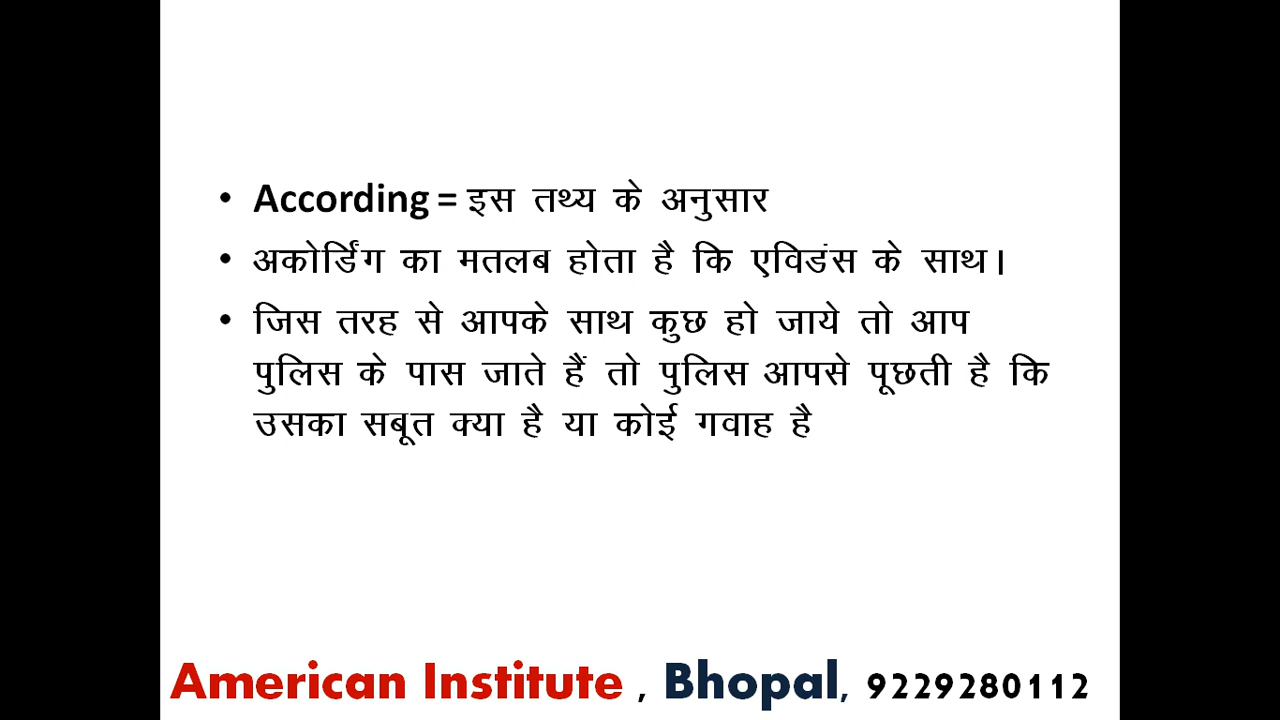 • According = इस तथ्य के अनुसार
• अकोर्डिंग का मतलब होता है कि एविडंस के साथ।
• जिस तरह से आपके साथ कुछ हो जाये तो आप
पुलिस के पास जाते हैं तो पुलिस आपसे पूछती है कि
उसका सबूत क्या है या कोई गवाह है
American Institute , Bhopal, 9229280112